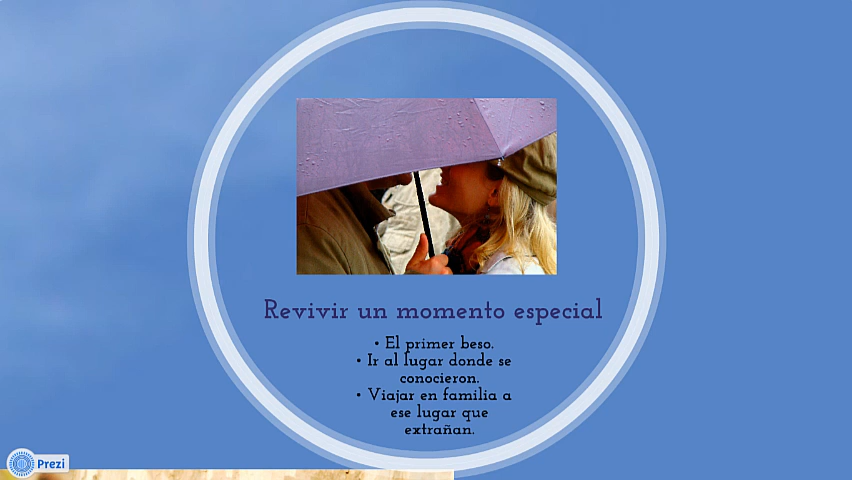 Revivir un momento especial
• El primer beso.
• Ir al lugar donde se
conocieron.
• Viajar en familia a
ese lugar que
extrañan.
Prezi